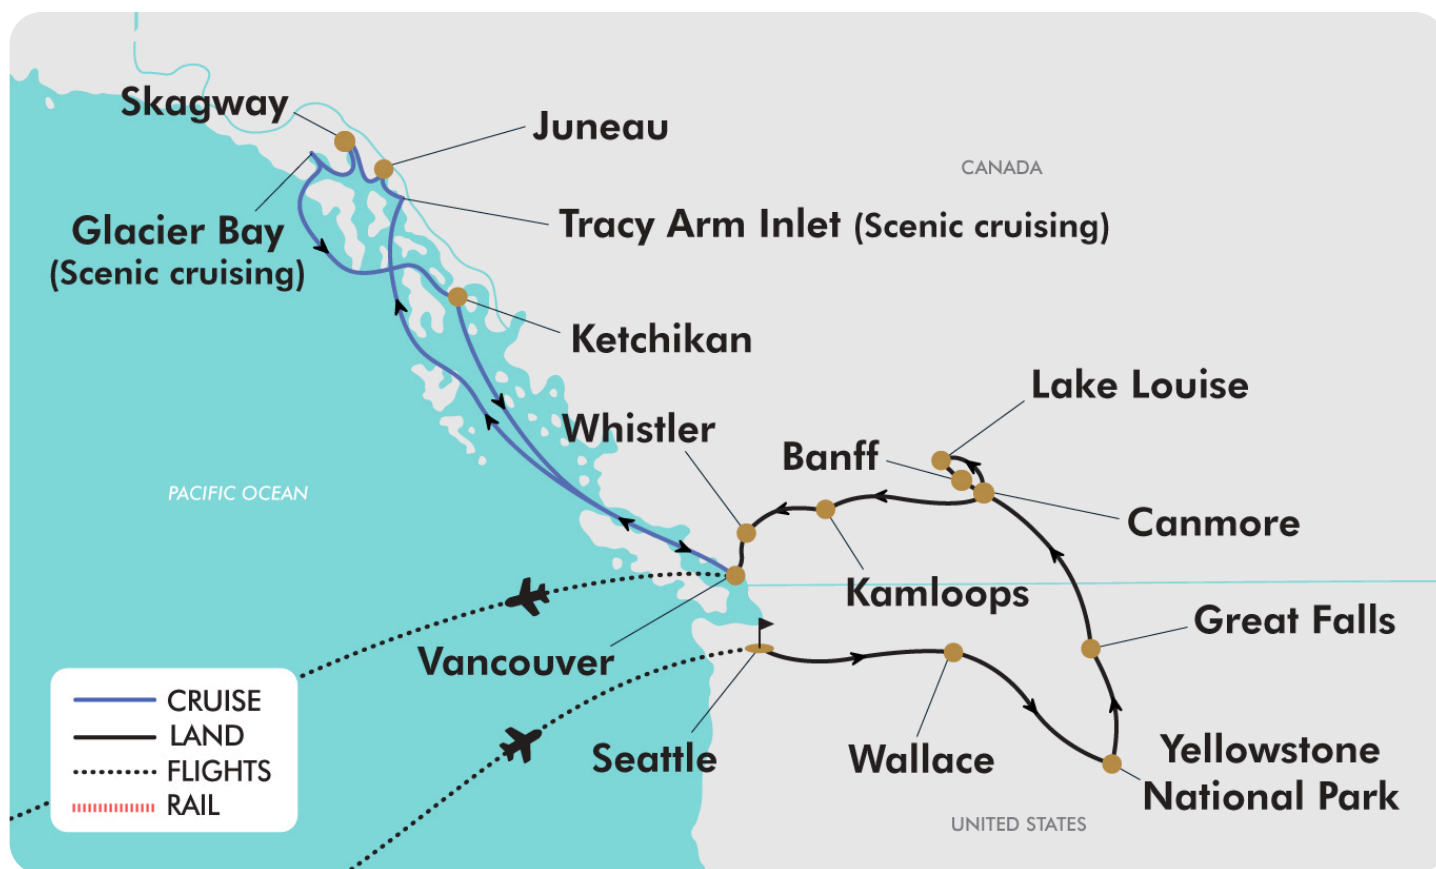 Skagway
Juneau
CANADA
Glacier Bay
(Scenic cruising)
Tracy Arm Inlet (Scenic cruising)
Ketchikan
Lake Louise
Whistler
Banff
PACIFIC OCEAN
Canmore
Kamloops
Great Falls
Vancouver
CRUISE
LAND
FLIGHTS
RAIL
Seattle
Wallace
Yellowstone
National Park
UNITED STATES